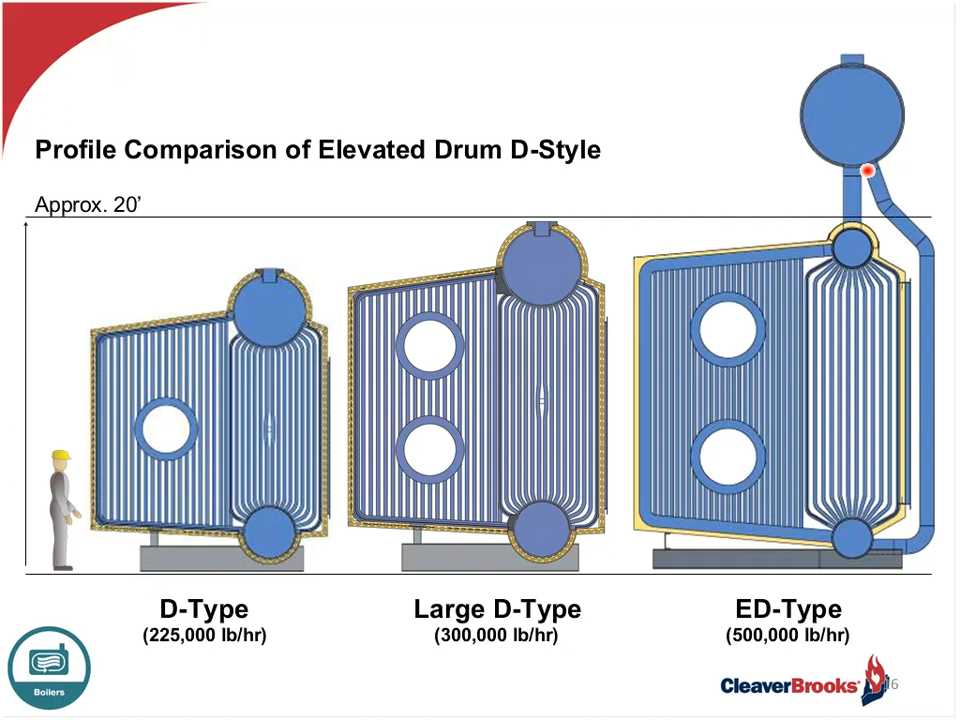 Profile Comparison of Elevated Drum D-Style
Approx. 20’
D-Type
(225,000 lb/hr)
Large D-Type
(300,000 lb/hr)
ED-Type
(500,000 lb/hr)
Boilers
CleaverBrooks
16